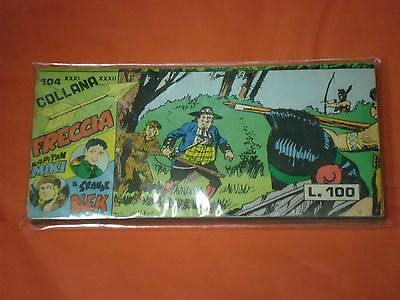 104 XXXI XXXII
COLLANA
FRECCIA
CAPITAN
MIKI
IL GRANDE
BLEK
L. 100